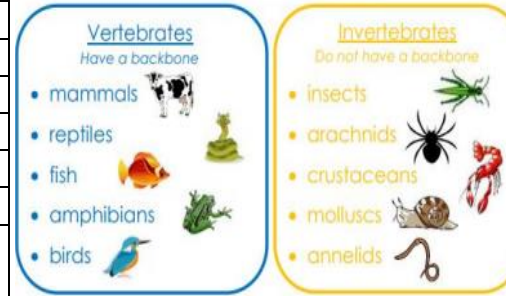 Vertebrates
Have a backbone
• mammals
• reptiles
• fish
• amphibians
• birds
Invertebrates
Do not have a backbone
• insects
• arachnids
• crustaceans
• molluscs
• annelids